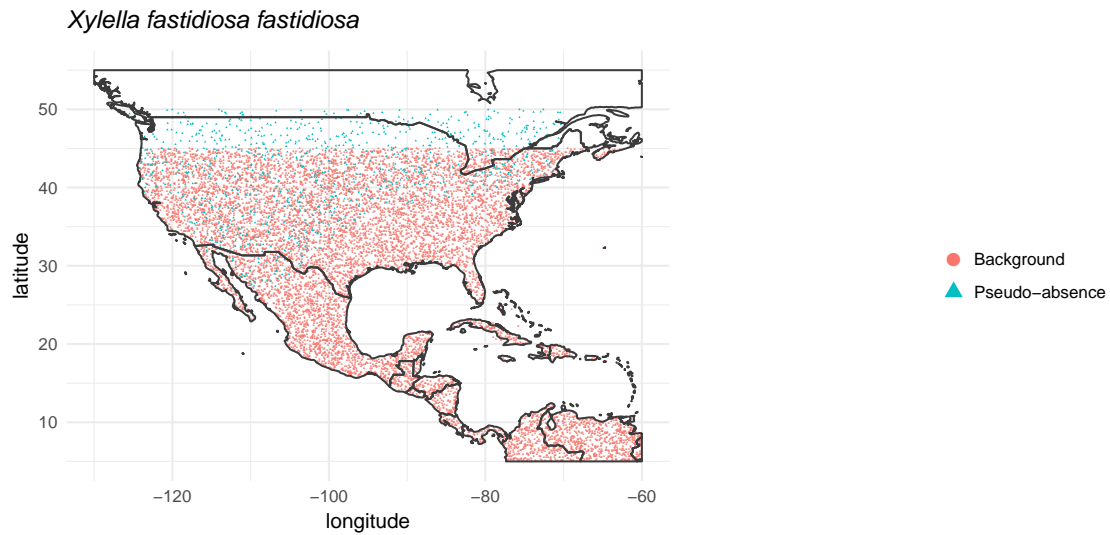 Xylella fastidiosa fastidiosa
50
40
30
20
10
latitude
−120
−100
−80
−60
longitude
Background
Pseudo−absence